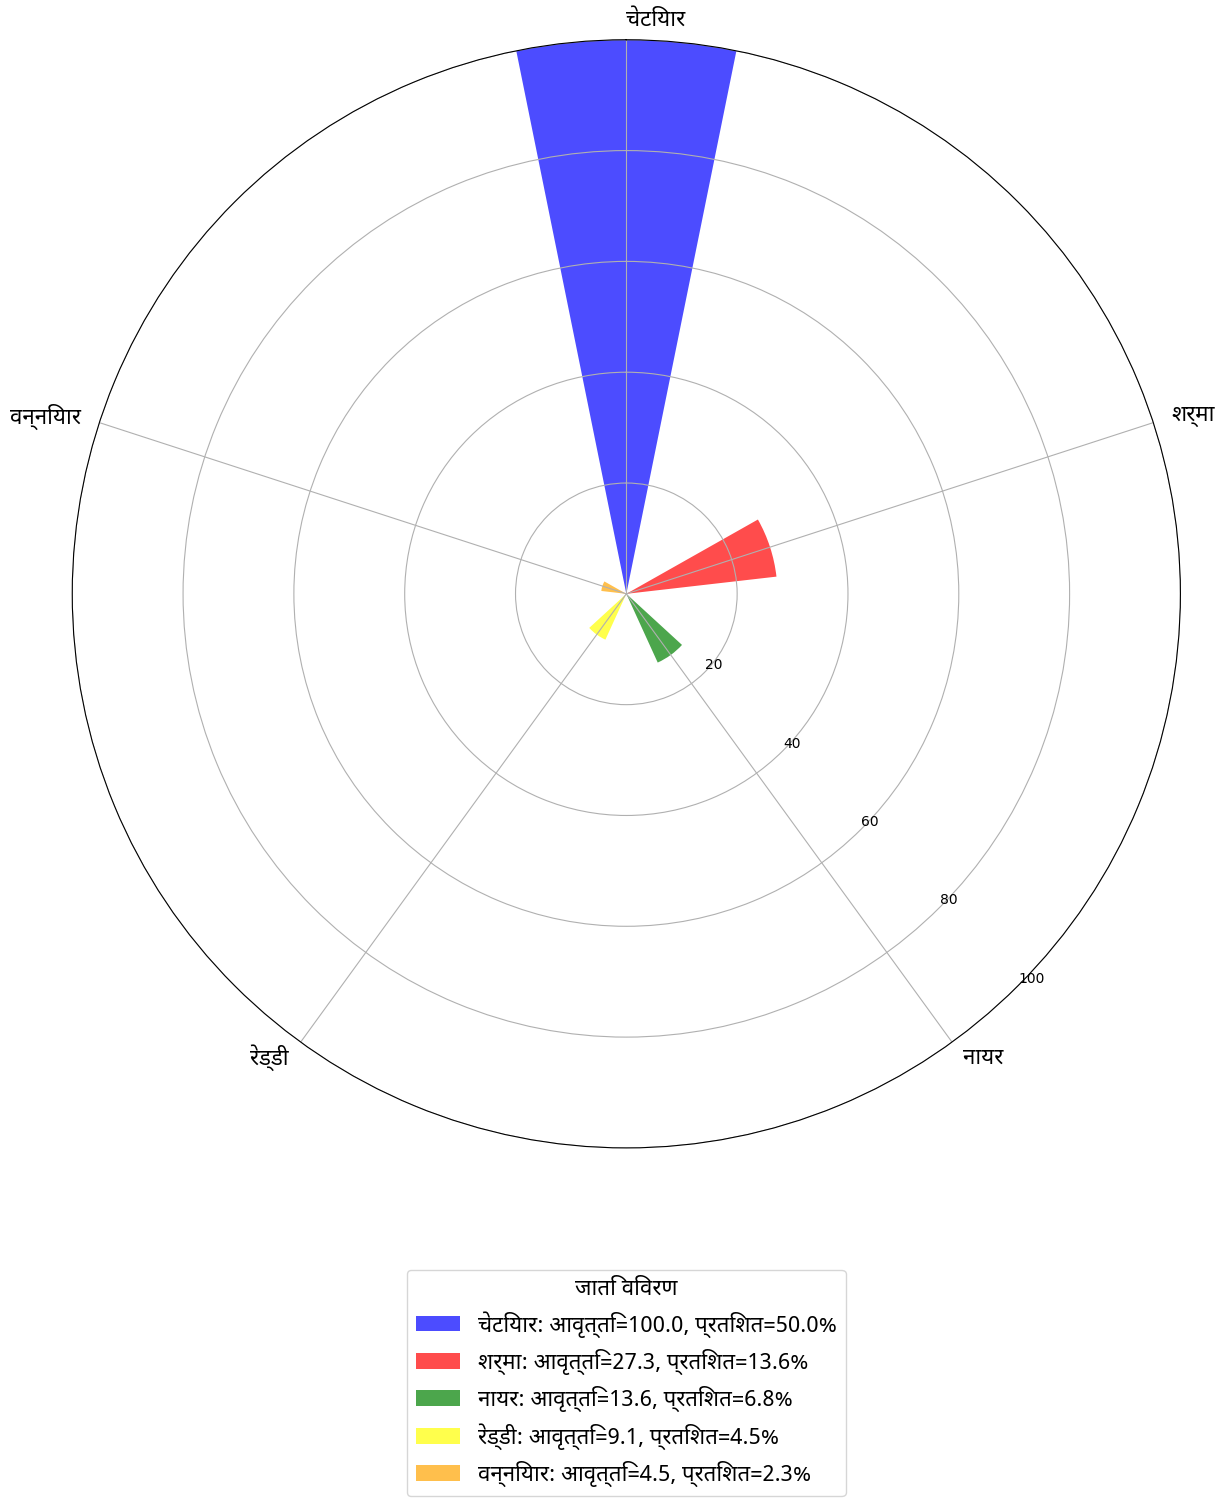 चेटियार
शर्मा
वन्नियार
20
40
60
80
100
रेड्डी
नायर
जाति विवरण
चेटियार: आवृत्ति=100.0, प्रतिशत=50.0%
शर्मा: आवृत्ति=27.3, प्रतिशत=13.6%
नायर: आवृत्ति=13.6, प्रतिशत=6.8%
रेड्डी: आवृत्ति=9.1, प्रतिशत=4.5%
वन्नियार: आवृत्ति=4.5, प्रतिशत=2.3%